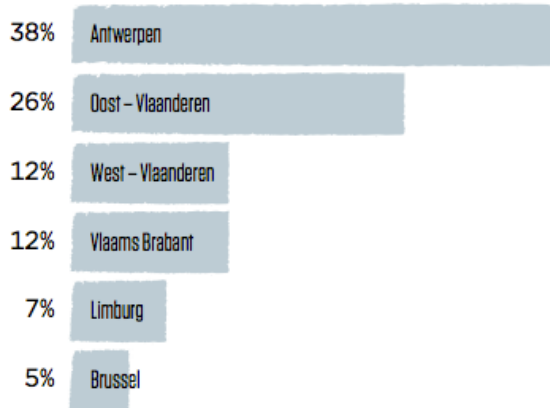 38% Antwerpen
26% Oost – Vlaanderen
12% West – Vlaanderen
12% Vlaams Brabant
7% Limburg
5% Brussel